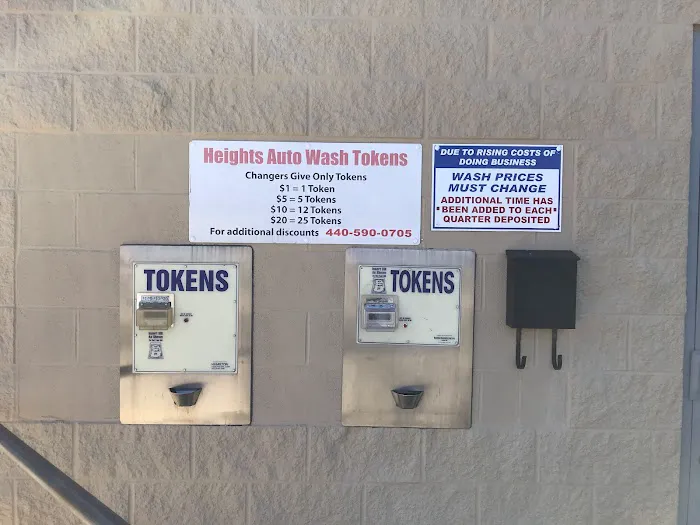 Heights Auto Wash Tokens
Changers Give Only Tokens
$1 = 1 Token
$5 = 5 Tokens
$10 = 12 Tokens
$20 = 25 Tokens
For additional discounts 440-590-0705
DUE TO RISING COSTS OF
DOING BUSINESS
WASH PRICES
MUST CHANGE
ADDITIONAL TIME HAS
BEEN ADDED TO EACH
QUARTER DEPOSITED
TOKENS
TOKENS